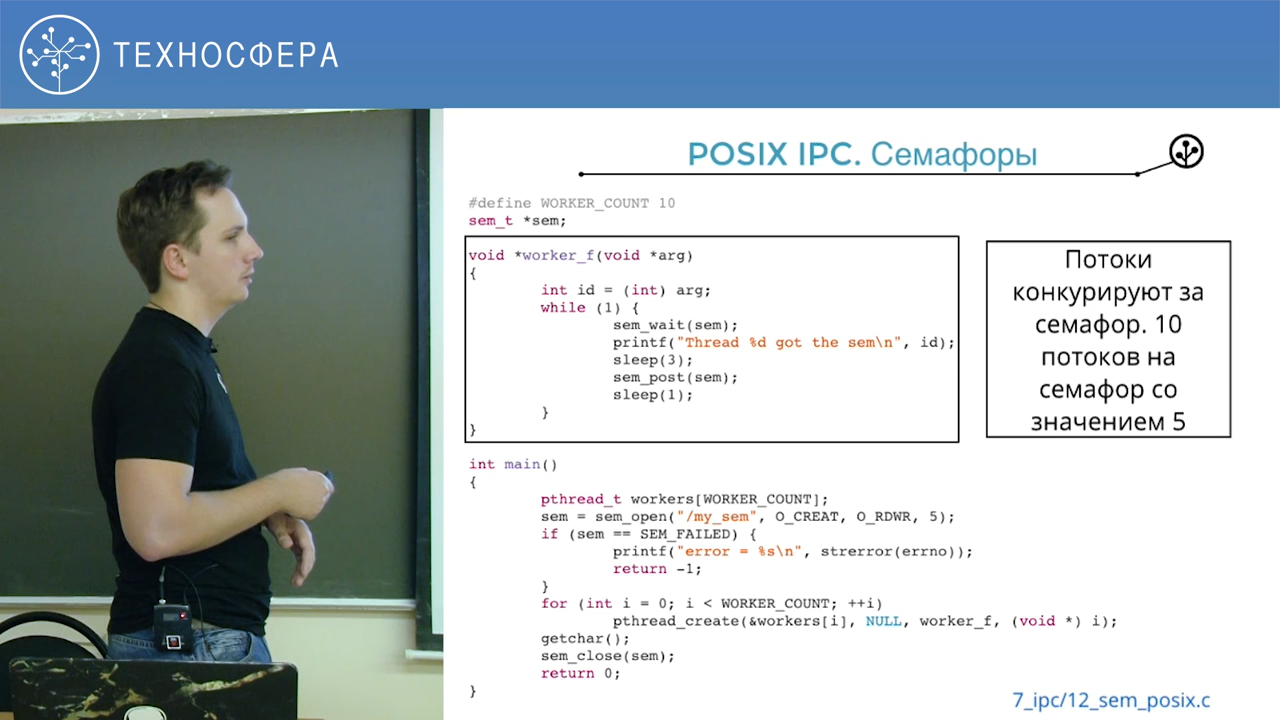 ТЕХНОСФЕРА
POSIX IPC. Семафоры
#define WORKER_COUNT 10
sem_t *sem;
void *worker_f(void *arg)
{
        int id = (int) arg;
        while (1) {
                sem_wait(sem);
                printf("Thread %d got the sem\n", id);
                sleep(3);
                sem_post(sem);
                sleep(1);
        }
}
Потоки
конкурируют за
семафор. 10
потоков на
семафор со
значением 5
int main()
{
        pthread_t workers[WORKER_COUNT];
        sem = sem_open("/my_sem", O_CREAT, O_RDWR, 5);
        if (sem == SEM_FAILED) {
                printf("error = %s\n", strerror(errno));
                return -1;
        }
        for (int i = 0; i < WORKER_COUNT; ++i)
                pthread_create(&workers[i], NULL, worker_f, (void *) i);
        getchar();
        sem_close(sem);
        return 0;
}
7_ipc/12_sem_posix.c